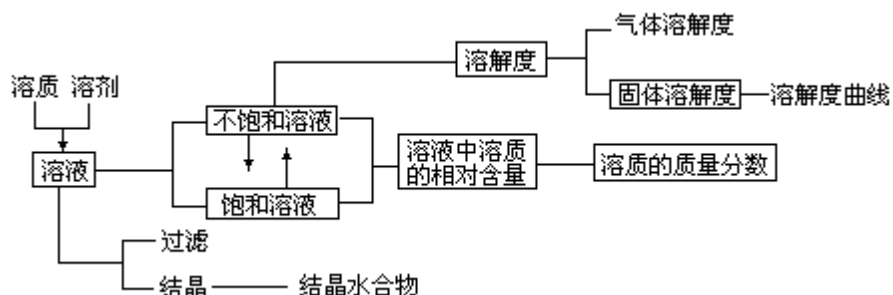 气体溶解度
溶解度
溶质 溶剂
固体溶解度
溶解度曲线
不饱和溶液
溶液中溶质
的相对含量
溶质的质量分数
溶液
饱和溶液
过滤
结晶
结晶水合物